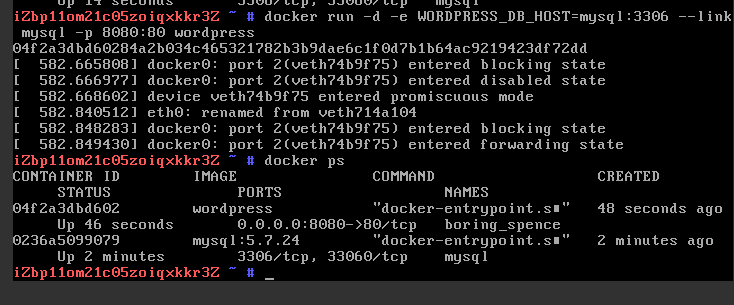 Up 14 seconds 3306/tcp, 33060/tcp mysql
iZbp11om21c05zoiqxkkr3Z ~ # docker run -d -e WORDPRESS_DB_HOST=mysql:3306 --link
mysql -p 8080:80 wordpress
04f2a3dbd60284a2b034c465321782b3b9dae6c1f0d7b1b64ac9219423df72dd
[  582.665808] docker0: port 2(veth74b9f75) entered blocking state
[  582.666977] docker0: port 2(veth74b9f75) entered disabled state
[  582.668602] device veth74b9f75 entered promiscuous mode
[  582.840512] eth0: renamed from veth714a104
[  582.848283] docker0: port 2(veth74b9f75) entered blocking state
[  582.849430] docker0: port 2(veth74b9f75) entered forwarding state
iZbp11om21c05zoiqxkkr3Z ~ # docker ps
CONTAINER ID IMAGE COMMAND CREATED
STATUS PORTS NAMES
04f2a3dbd602 wordpress "docker-entrypoint.s■" 48 seconds ago
Up 46 seconds 0.0.0.0:8080->80/tcp boring_spence
0236a5099079 mysql:5.7.24 "docker-entrypoint.s■" 2 minutes ago
Up 2 minutes 3306/tcp, 33060/tcp mysql
iZbp11om21c05zoiqxkkr3Z ~ # _